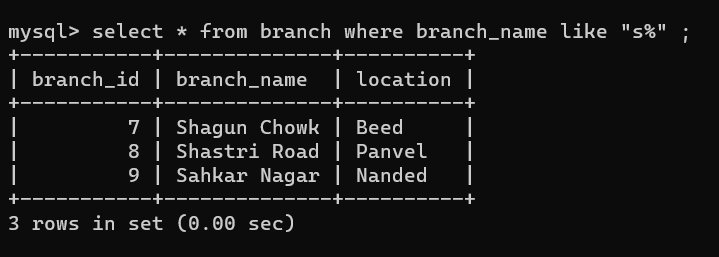 mysql> select * from branch where branch_name like "s%" ;
+-----------+--------------+----------+
| branch_id | branch_name  | location |
+-----------+--------------+----------+
|         7 | Shagun Chowk | Beed     |
|         8 | Shastri Road | Panvel   |
|         9 | Sahkar Nagar | Nanded   |
+-----------+--------------+----------+
3 rows in set (0.00 sec)